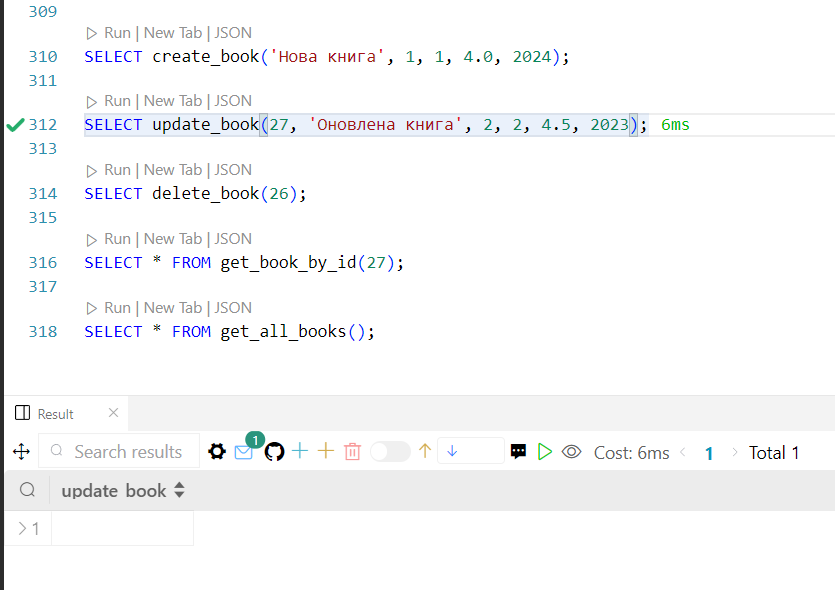 309
Run | New Tab | JSON
310 SELECT create_book('Нова книга', 1, 1, 4.0, 2024);
311
Run | New Tab | JSON
312 SELECT update_book(27, 'Оновлена книга', 2, 2, 4.5, 2023); 6ms
313
Run | New Tab | JSON
314 SELECT delete_book(26);
315
Run | New Tab | JSON
316 SELECT * FROM get_book_by_id(27);
317
Run | New Tab | JSON
318 SELECT * FROM get_all_books();
Result
Search results 1 Cost: 6ms 1 Total 1
update_book
1